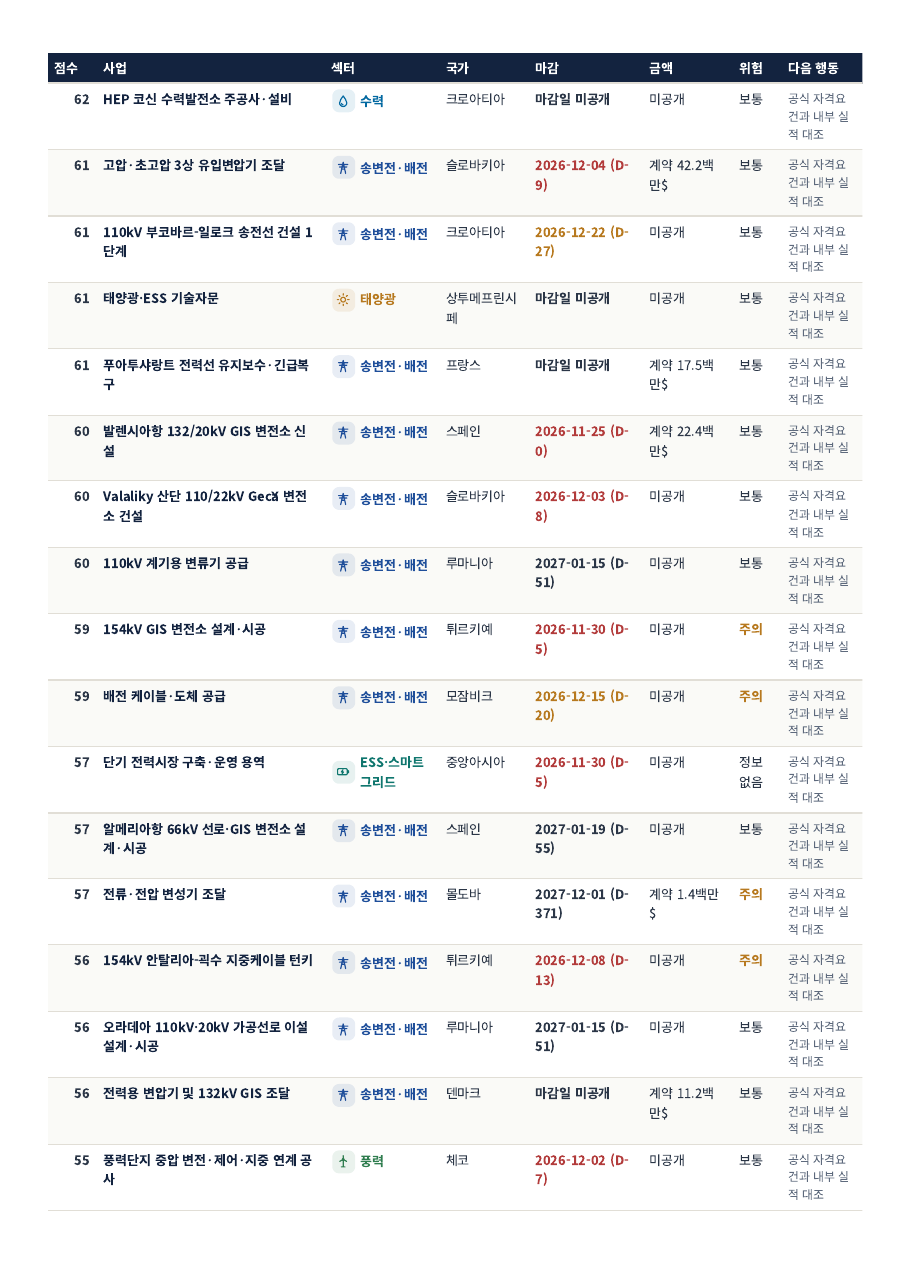 점수 사업 섹터 국가 마감 금액 위험 다음 행동
62 HEP 코신 수력발전소 주공사·설비 수력 크로아티아 마감일 미공개 미공개 보통 공식 자격요
건과 내부 실
적 대조
61 고압·초고압 3상 유입변압기 조달 송변전·배전 슬로바키아 2026-12-04 (D- 계약 42.2백 보통 공식 자격요
9) 만$ 건과 내부 실
적 대조
61 110kV 부코바르-일로크 송전선 건설 1 송변전·배전 크로아티아 2026-12-22 (D- 미공개 보통 공식 자격요
단계 27) 건과 내부 실
적 대조
61 태양광·ESS 기술자문 태양광 상투메프린시 마감일 미공개 미공개 보통 공식 자격요
페 건과 내부 실
적 대조
61 푸아투샤랑트 전력선 유지보수·긴급복 송변전·배전 프랑스 마감일 미공개 계약 17.5백 보통 공식 자격요
구 만$ 건과 내부 실
적 대조
60 발렌시아항 132/20kV GIS 변전소 신 송변전·배전 스페인 2026-11-25 (D- 계약 22.4백 보통 공식 자격요
설 0) 만$ 건과 내부 실
적 대조
60 Valaliky 산단 110/22kV 변전 송변전·배전 슬로바키아 2026-12-03 (D- 미공개 보통 공식 자격요
소 건설 8) 건과 내부 실
적 대조
60 110kV 계기용 변류기 공급 송변전·배전 루마니아 2027-01-15 (D- 미공개 보통 공식 자격요
51) 건과 내부 실
적 대조
59 154kV GIS 변전소 설계·시공 송변전·배전 튀르키예 2026-11-30 (D- 미공개 주의 공식 자격요
5) 건과 내부 실
적 대조
59 배전 케이블·도체 공급 송변전·배전 모잠비크 2026-12-15 (D- 미공개 주의 공식 자격요
20) 건과 내부 실
적 대조
57 단기 전력시장 구축·운영 용역 ESS·스마트 중앙아시아 2026-11-30 (D- 미공개 정보 공식 자격요
그리드 5) 없음 건과 내부 실
적 대조
57 알메리아항 66kV 선로·GIS 변전소 설 송변전·배전 스페인 2027-01-19 (D- 미공개 보통 공식 자격요
계·시공 55) 건과 내부 실
적 대조
57 전류·전압 변성기 조달 송변전·배전 몰도바 2027-12-01 (D- 계약 1.4백만 주의 공식 자격요
371) $ 건과 내부 실
적 대조
56 154kV 안탈리아-괵수 지중케이블 턴키 송변전·배전 튀르키예 2026-12-08 (D- 미공개 주의 공식 자격요
13) 건과 내부 실
적 대조
56 오라데아 110kV·20kV 가공선로 이설 송변전·배전 루마니아 2027-01-15 (D- 미공개 보통 공식 자격요
설계·시공 51) 건과 내부 실
적 대조
56 전력용 변압기 및 132kV GIS 조달 송변전·배전 덴마크 마감일 미공개 계약 11.2백 보통 공식 자격요
만$ 건과 내부 실
적 대조
55 풍력단지 중압 변전·제어·지중 연계 공 풍력 체코 2026-12-02 (D- 미공개 보통 공식 자격요
사 7) 건과 내부 실
적 대조